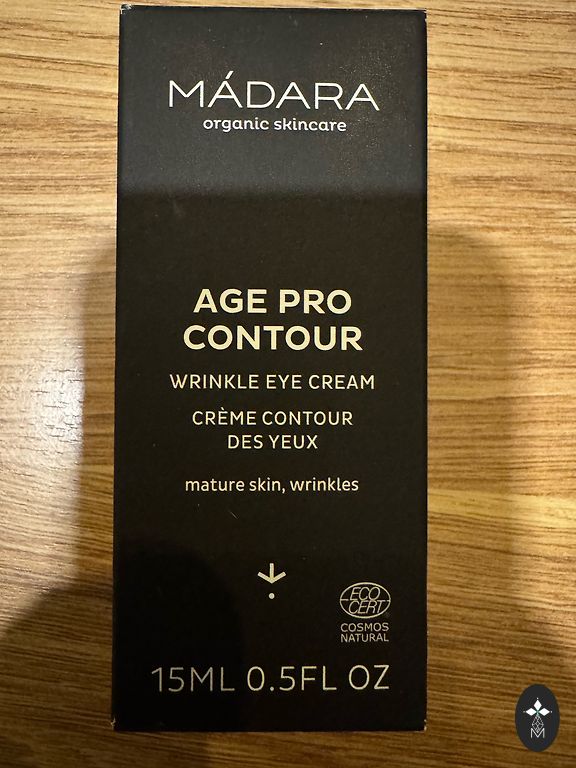 MÁDARA
organic skincare
AGE PRO
CONTOUR
WRINKLE EYE CREAM
CRÈME CONTOUR
DES YEUX
mature skin, wrinkles
ECO
CERT
COSMOS
NATURAL
15ML 0.5FL OZ
M